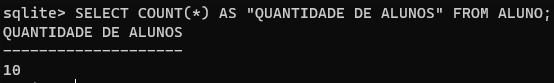 sqlite> SELECT COUNT(*) AS "QUANTIDADE DE ALUNOS" FROM ALUNO;
QUANTIDADE DE ALUNOS
--------------------
10